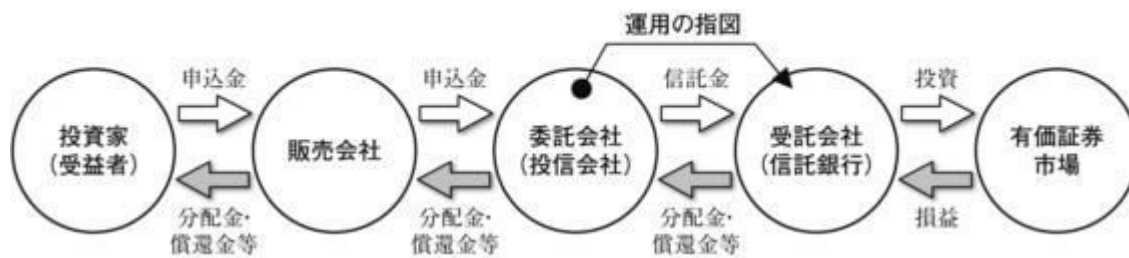 運用の指図
申込金
申込金
信託金
投資
投資家
（受益者）
販売会社
委託会社
（投信会社）
受託会社
（信託銀行）
有価証券
市場
分配金・
償還金等
分配金・
償還金等
分配金・
償還金等
損益